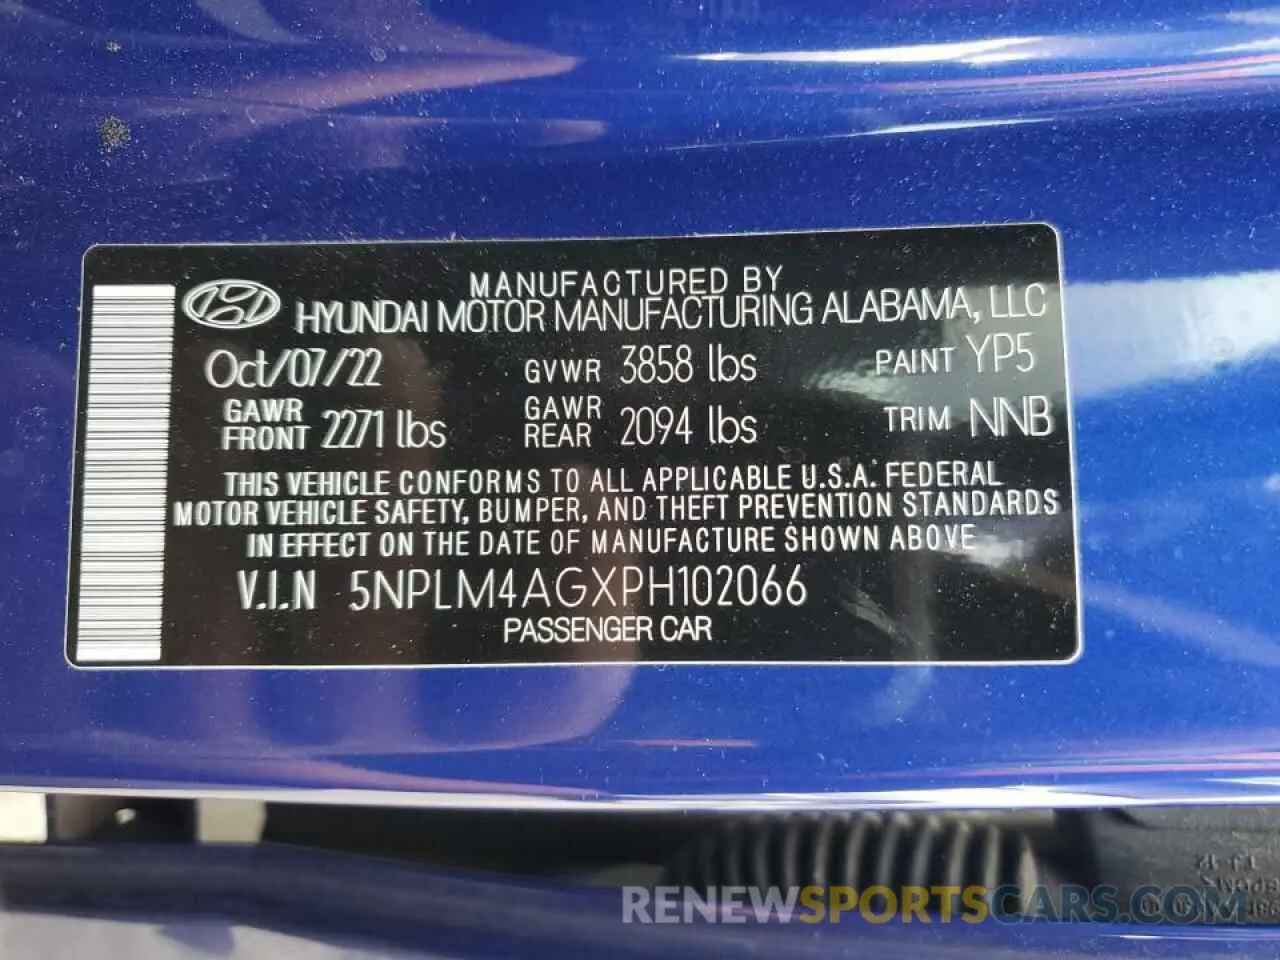 MANUFACTURED BY
HYUNDAI MOTOR MANUFACTURING ALABAMA, LLC
Oct/07/22 GVWR 3858 lbs PAINT YP5
GAWR FRONT 2271 lbs GAWR REAR 2094 lbs TRIM NNB
THIS VEHICLE CONFORMS TO ALL APPLICABLE U.S.A. FEDERAL
MOTOR VEHICLE SAFETY, BUMPER, AND THEFT PREVENTION STANDARDS
IN EFFECT ON THE DATE OF MANUFACTURE SHOWN ABOVE
V.I.N 5NPLM4AGXPH102066
PASSENGER CAR
RENEWSPORTSCARS.COM